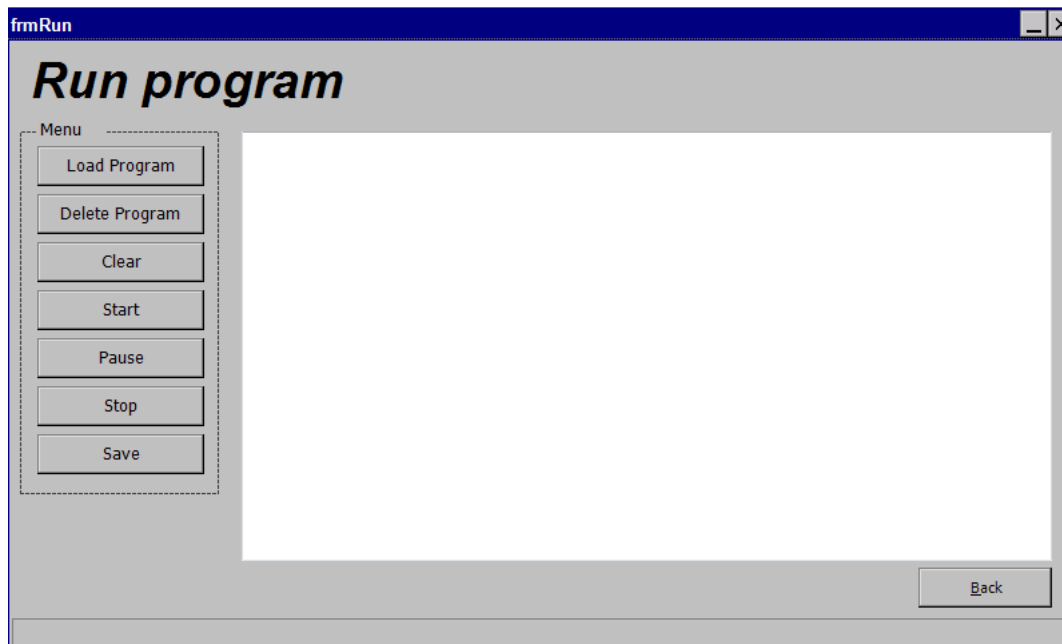 frmRun
Run program
Menu
Load Program
Delete Program
Clear
Start
Pause
Stop
Save
Back